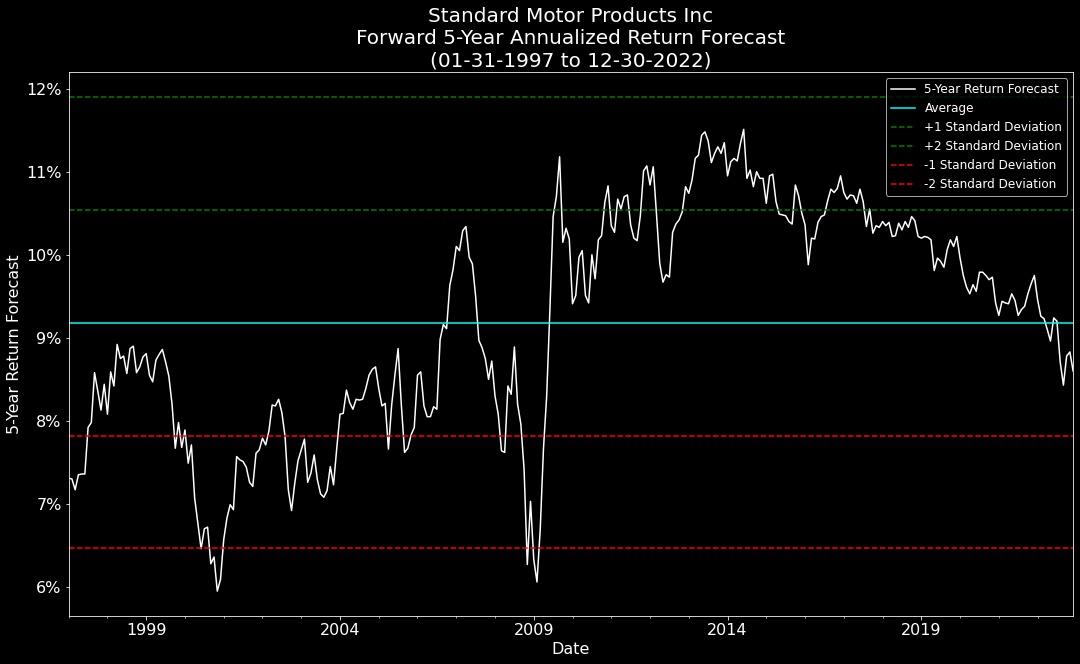 Standard Motor Products Inc
Forward 5-Year Annualized Return Forecast
(01-31-1997 to 12-30-2022)
5-Year Return Forecast
Average
+1 Standard Deviation
+2 Standard Deviation
-1 Standard Deviation
-2 Standard Deviation
12%
11%
10%
9%
8%
7%
6%
5-Year Return Forecast
1999 2004 2009 2014 2019
Date